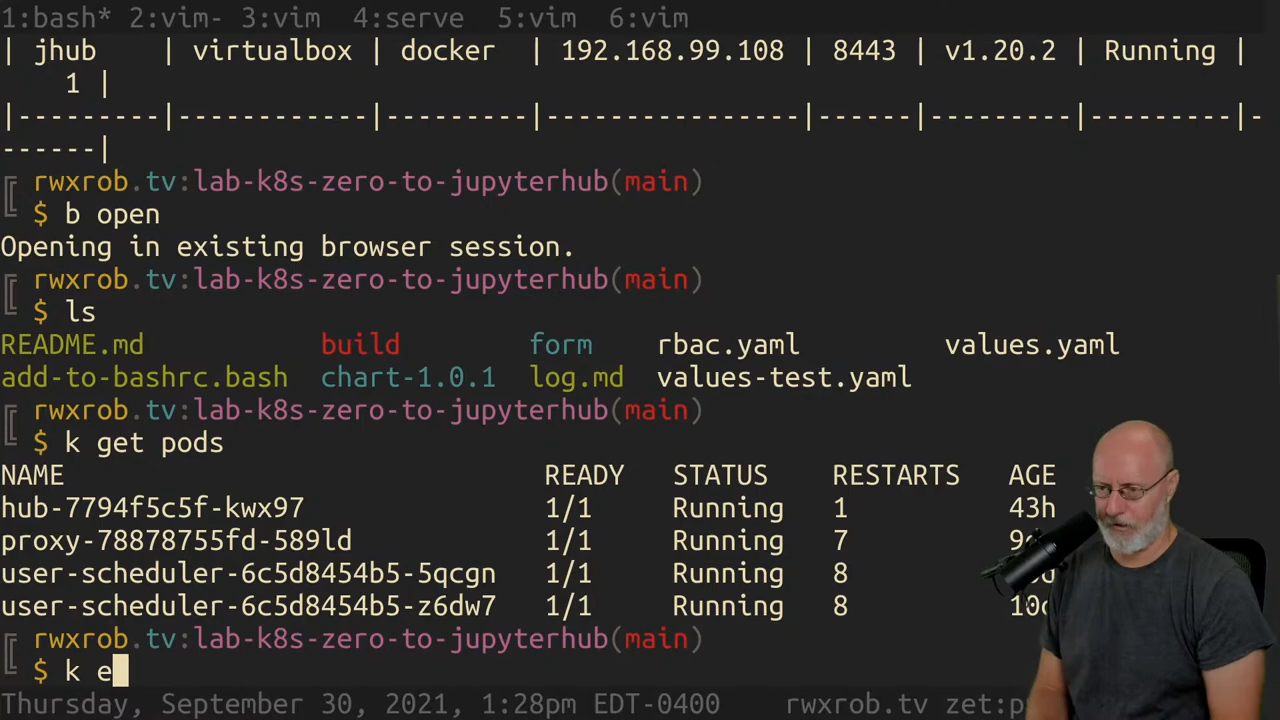 1:bash* 2:vim- 3:vim 4:serve 5:vim 6:vim
| jhub | virtualbox | docker | 192.168.99.108 | 8443 | v1.20.2 | Running |
1 |
|---------|------------|---------|----------------|------|---------|---------|-
------|
rwxrob.tv:lab-k8s-zero-to-jupyterhub(main)
$ b open
Opening in existing browser session.
rwxrob.tv:lab-k8s-zero-to-jupyterhub(main)
$ ls
README.md build form rbac.yaml values.yaml
add-to-bashrc.bash chart-1.0.1 log.md values-test.yaml
rwxrob.tv:lab-k8s-zero-to-jupyterhub(main)
$ k get pods
NAME READY STATUS RESTARTS AGE
hub-7794f5c5f-kwx97 1/1 Running 1 43h
proxy-78878755fd-589ld 1/1 Running 7
user-scheduler-6c5d8454b5-5qcgn 1/1 Running 8
user-scheduler-6c5d8454b5-z6dw7 1/1 Running 8
rwxrob.tv:lab-k8s-zero-to-jupyterhub(main)
$ k e
Thursday, September 30, 2021, 1:28pm EDT-0400 rwxrob.tv